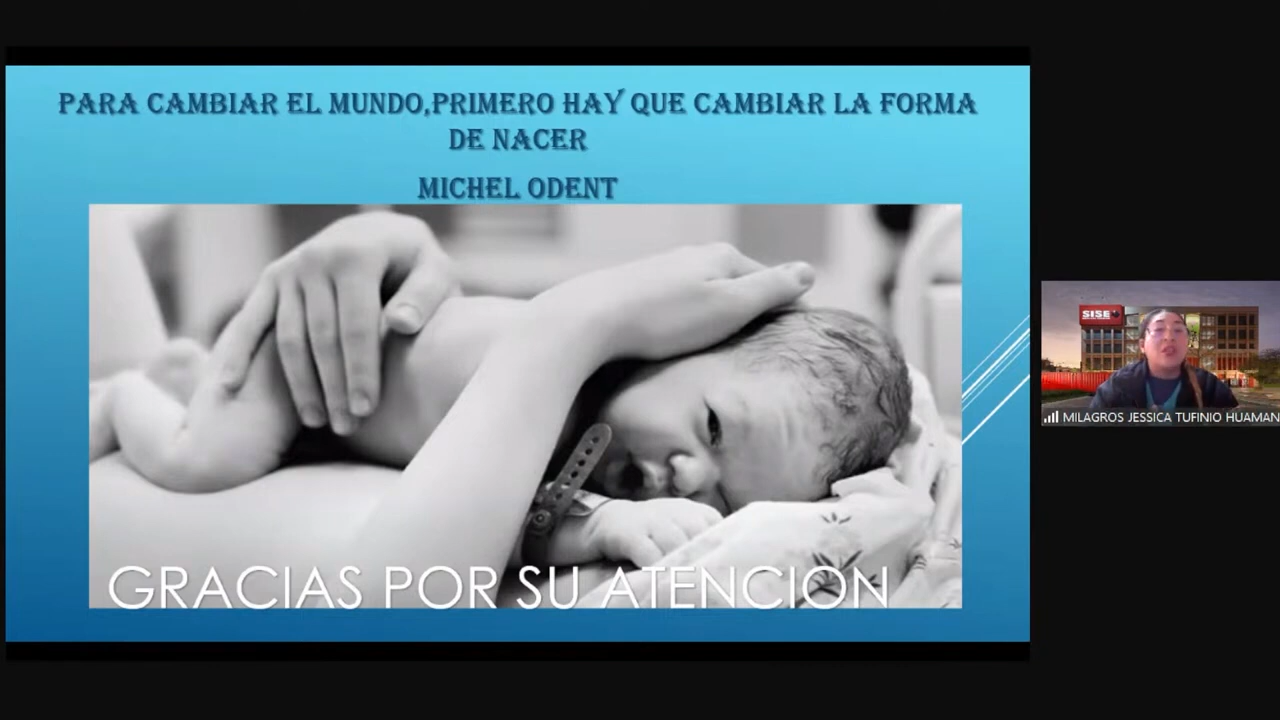 PARA CAMBIAR EL MUNDO,PRIMERO HAY QUE CAMBIAR LA FORMA
DE NACER
MICHEL ODENT
GRACIAS POR SU ATENCION
SISE
MILAGROS JESSICA TUFINIO HUAMAN